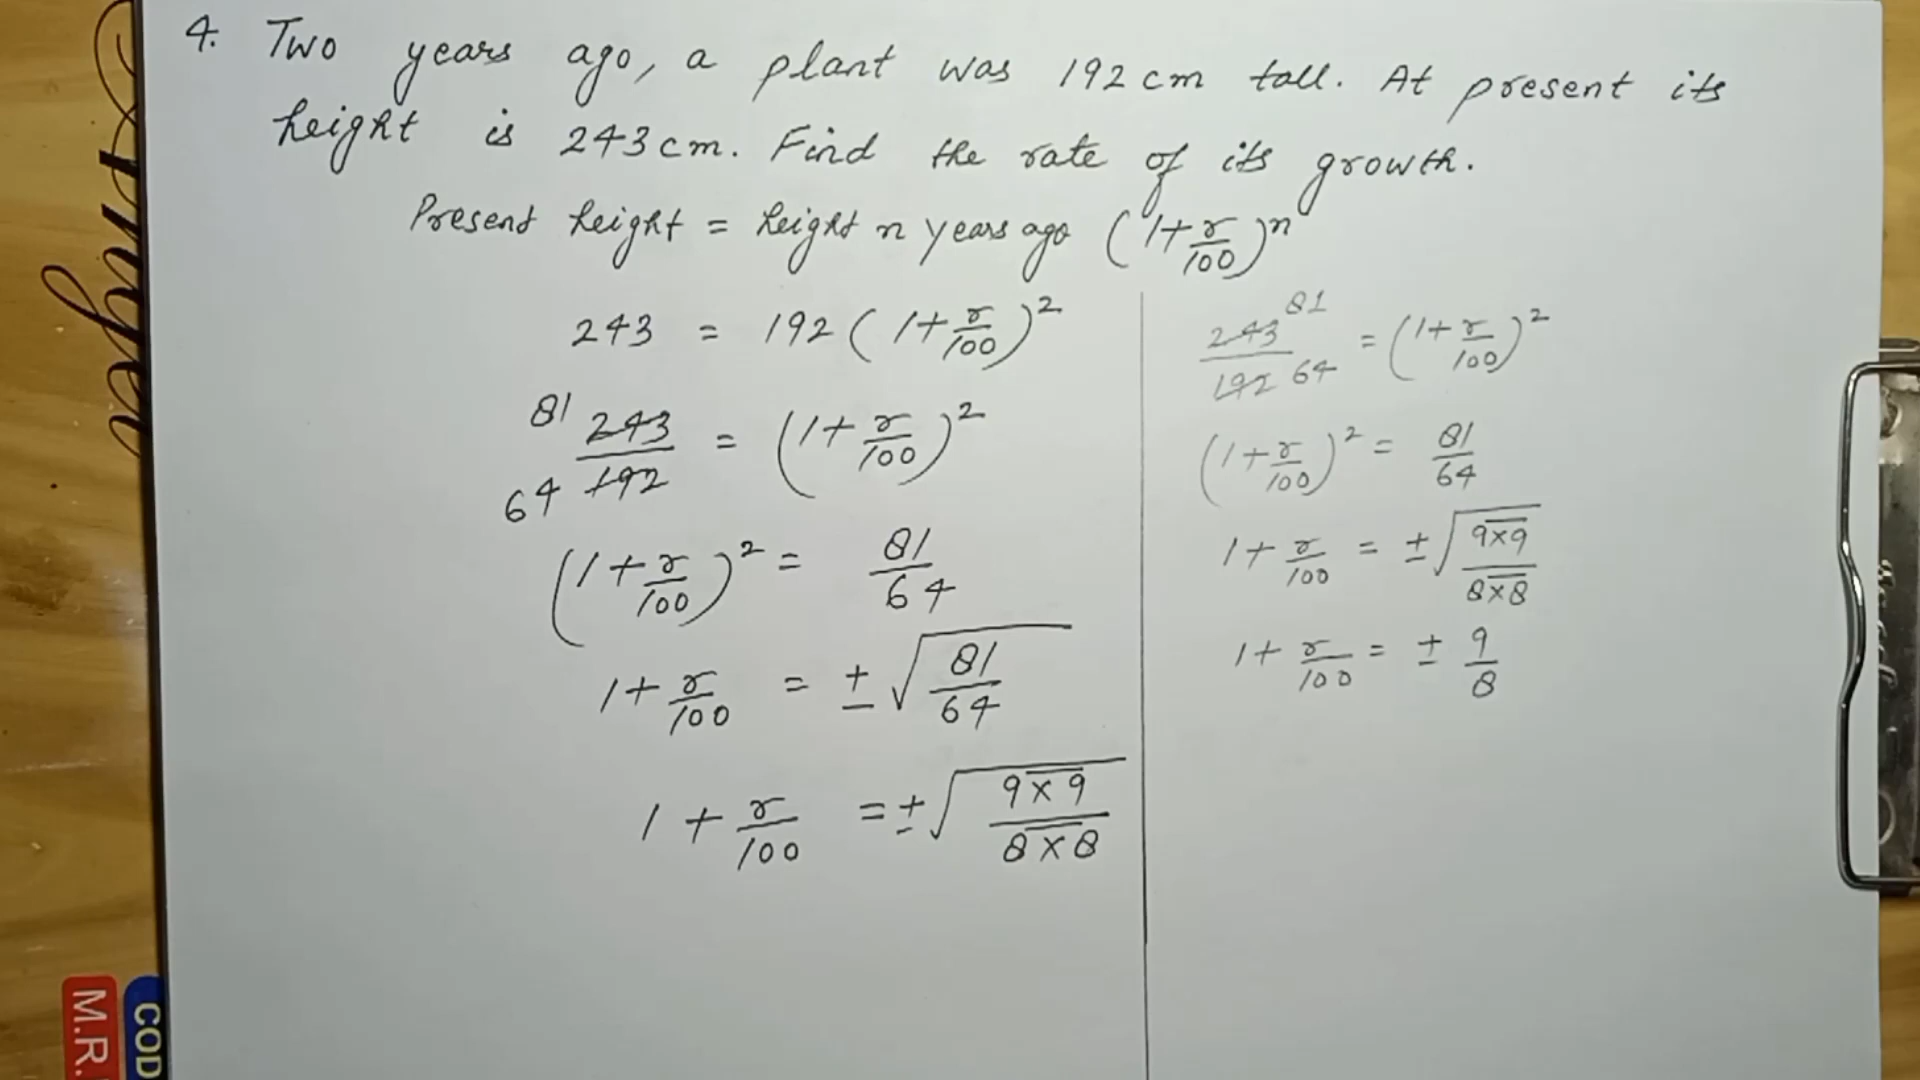 4. Two years ago, a plant was 192 cm tall. At present its
height is 243 cm. Find the rate of its growth.
Present height = height n years ago (1 + r/100)^n
243 = 192 (1 + r/100)^2
81 243/192 64 = (1 + r/100)^2
(1 + r/100)^2 = 81/64
1 + r/100 = ± √(81/64)
1 + r/100 = ± √(9×9/8×8)
243 81/192 64 = (1 + r/100)^2
(1 + r/100)^2 = 81/64
1 + r/100 = ± √(9×9/8×8)
1 + r/100 = ± 9/8
M.R.
COD